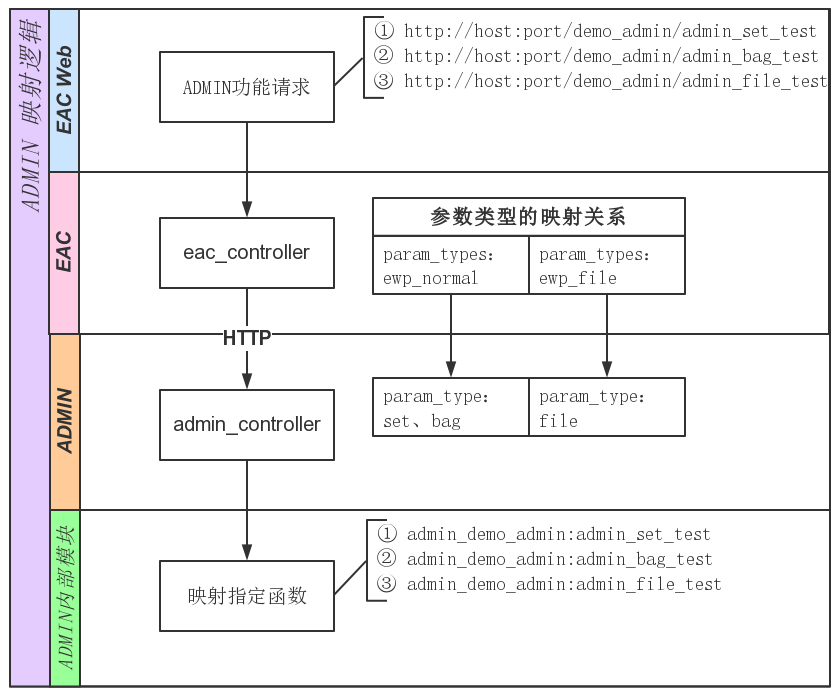 ADMIN 映射逻辑
EAC Web
ADMIN功能请求
① http://host:port/demo_admin/admin_set_test
② http://host:port/demo_admin/admin_bag_test
③ http://host:port/demo_admin/admin_file_test
EAC
eac_controller
参数类型的映射关系
param_types:
ewp_normal
param_types:
ewp_file
HTTP
ADMIN
admin_controller
param_type:
set、bag
param_type:
file
ADMIN内部模块
映射指定函数
① admin_demo_admin:admin_set_test
② admin_demo_admin:admin_bag_test
③ admin_demo_admin:admin_file_test